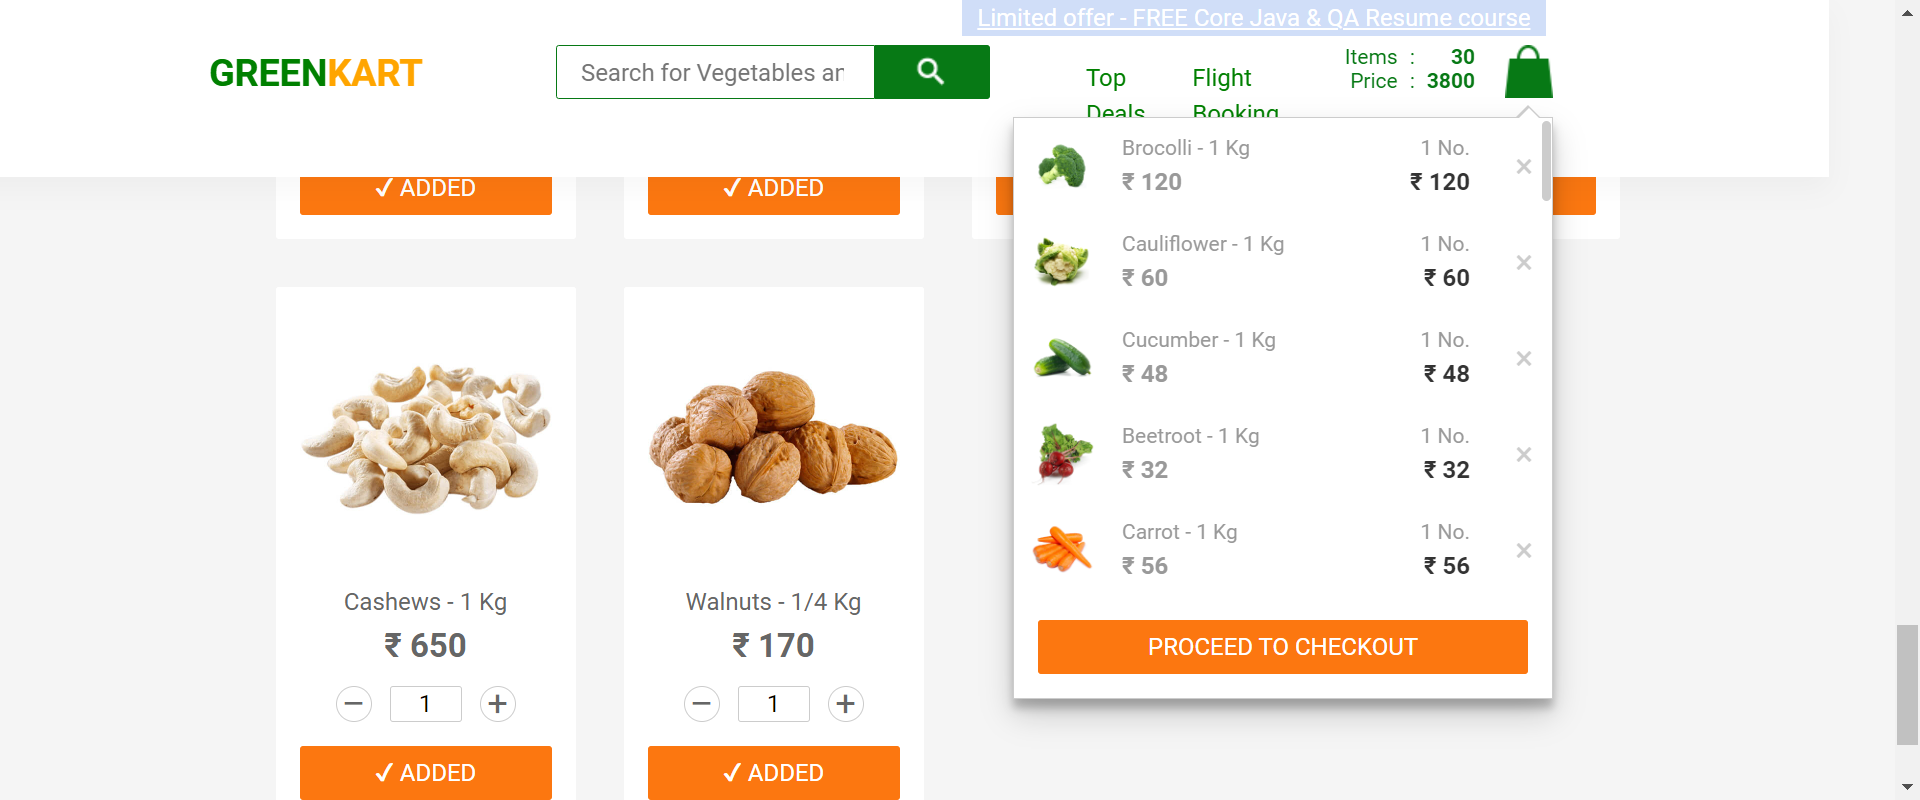 Limited offer - FREE Core Java & QA Resume course
GREENKART
Search for Vegetables an
Top Deals
Flight Booking
Items : 30
Price : 3800
Brocolli - 1 Kg 1 No.
₹ 120 ₹ 120 ×
Cauliflower - 1 Kg 1 No.
₹ 60 ₹ 60 ×
Cucumber - 1 Kg 1 No.
₹ 48 ₹ 48 ×
Beetroot - 1 Kg 1 No.
₹ 32 ₹ 32 ×
Carrot - 1 Kg 1 No.
₹ 56 ₹ 56 ×
PROCEED TO CHECKOUT
✓ ADDED ✓ ADDED
Cashews - 1 Kg
₹ 650
− 1 +
✓ ADDED
Walnuts - 1/4 Kg
₹ 170
− 1 +
✓ ADDED